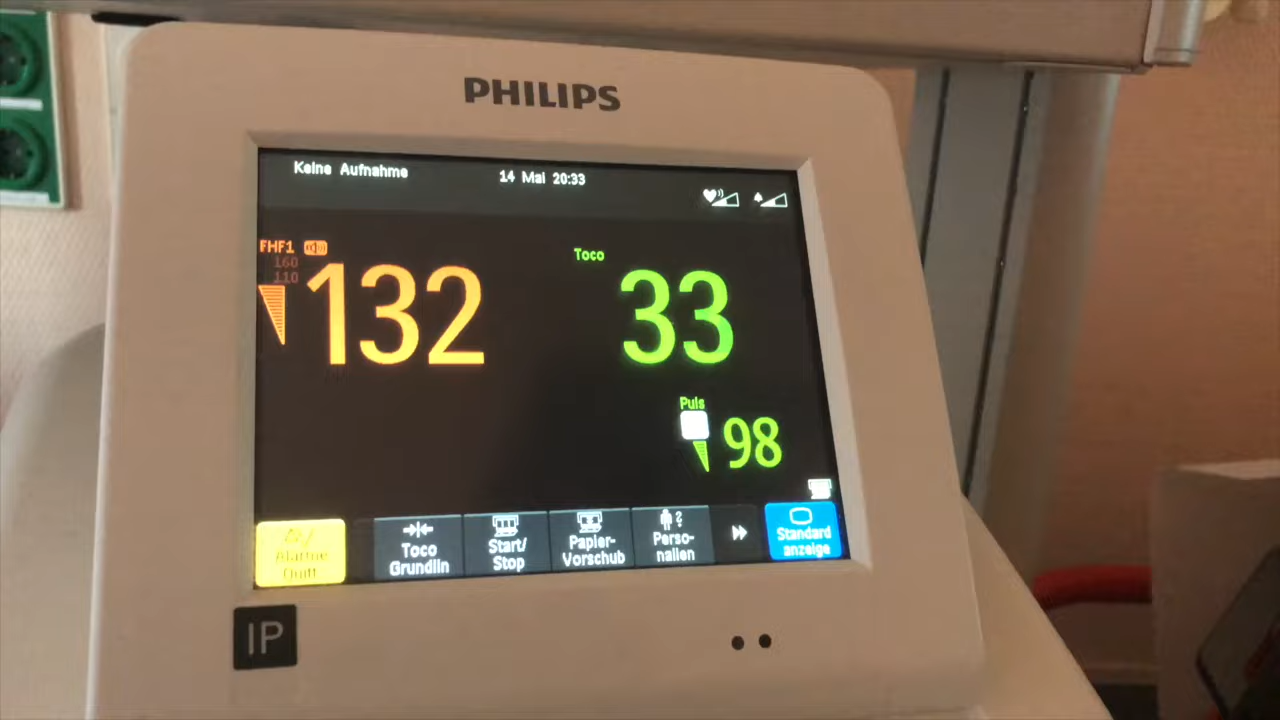 PHILIPS
Keine Aufnahme
14 Mai 20:33
FHF1
160
110
132
Toco
33
Puls
98
Alarme
Quitt
Toco
Grundlin
Start/
Stop
Papier-
Vorschub
Perso-
nalien
Standard
anzeige
IP